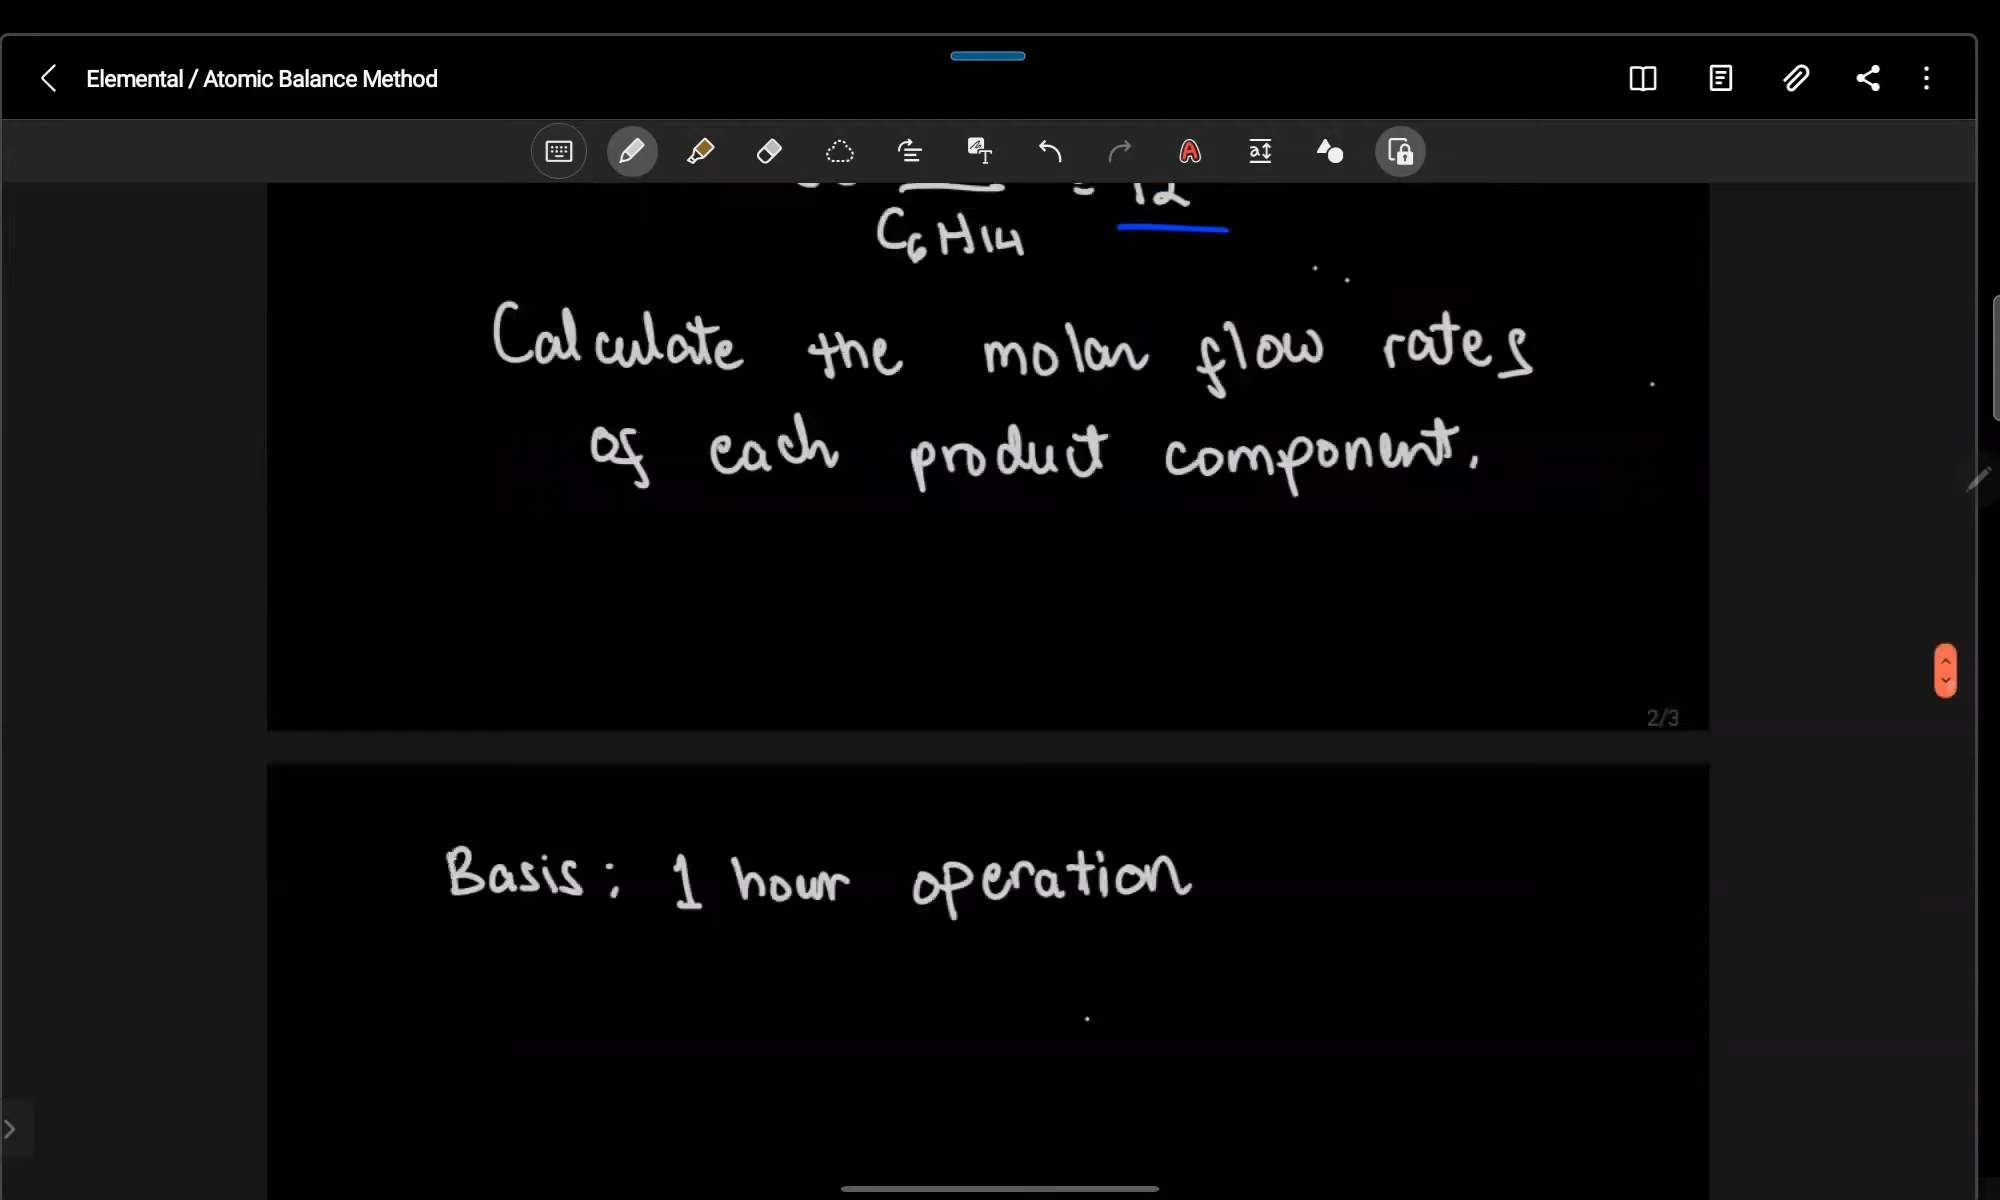 Elemental / Atomic Balance Method
= 12
C6H14
Calculate the molar flow rates
of each product component.
2/3
Basis: 1 hour operation